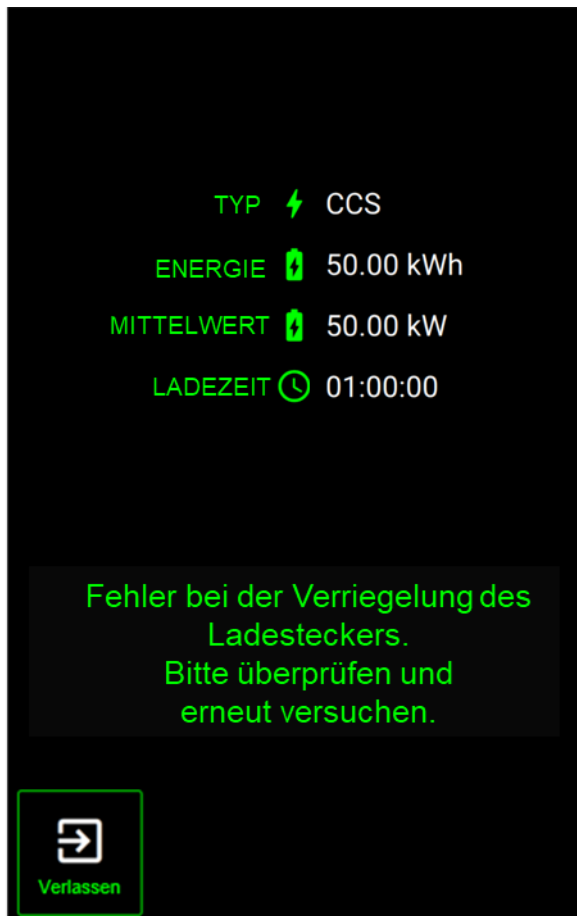 TYP CCS
ENERGIE 50.00 kWh
MITTELWERT 50.00 kW
LADEZEIT 01:00:00
Fehler bei der Verriegelung des
Ladesteckers.
Bitte überprüfen und
erneut versuchen.
Verlassen